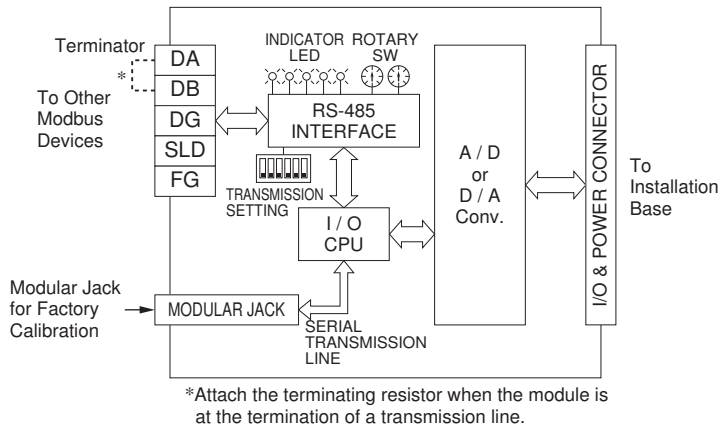 Terminator
*
To Other
Modbus
Devices
DA
DB
DG
SLD
FG
INDICATOR
LED
ROTARY
SW
RS-485
INTERFACE
TRANSMISSION
SETTING
I / O
CPU
A / D
or
D / A
Conv.
I/O & POWER CONNECTOR
To
Installation
Base
Modular Jack
for Factory
Calibration
MODULAR JACK
SERIAL
TRANSMISSION
LINE
*Attach the terminating resistor when the module is
at the termination of a transmission line.